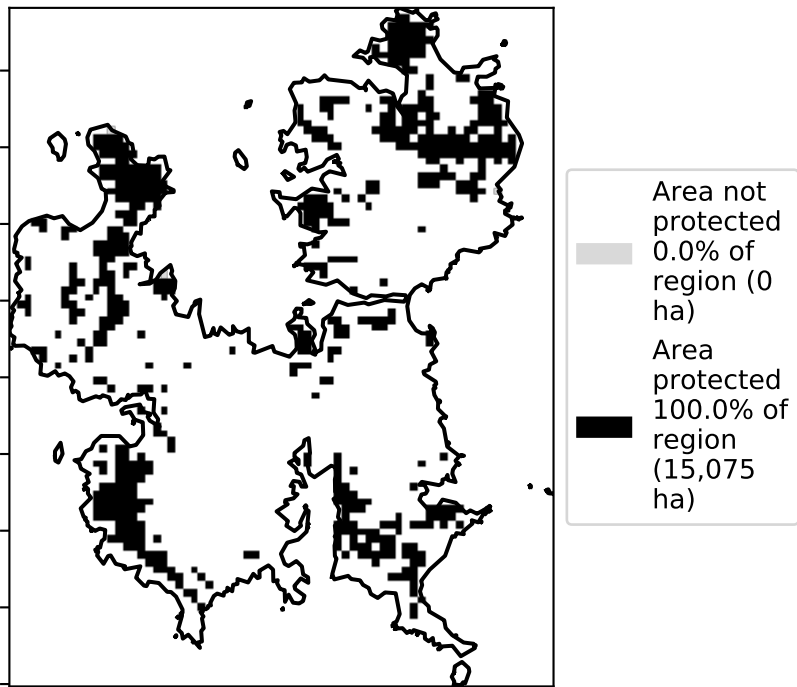 Area not
protected
0.0% of
region (0
ha)
Area
protected
100.0% of
region
(15,075
ha)